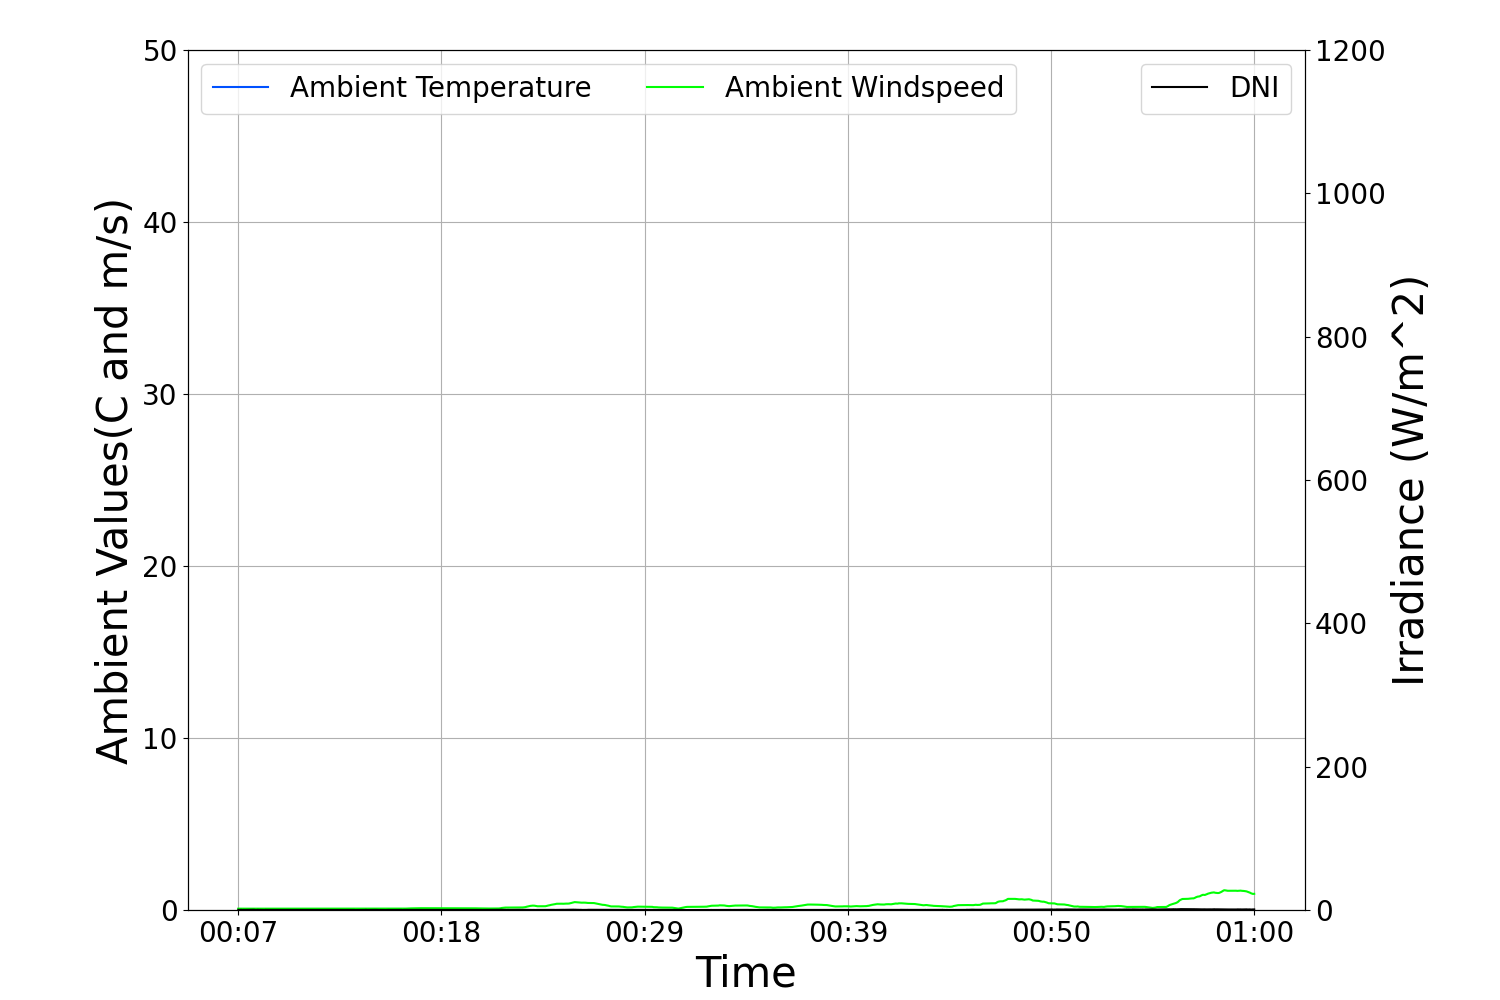 Ambient Temperature Ambient Windspeed DNI
Ambient Values(C and m/s)
50
40
30
20
10
0
1200
1000
800
600
400
200
0
Irradiance (W/m^2)
00:07 00:18 00:29 00:39 00:50 01:00
Time